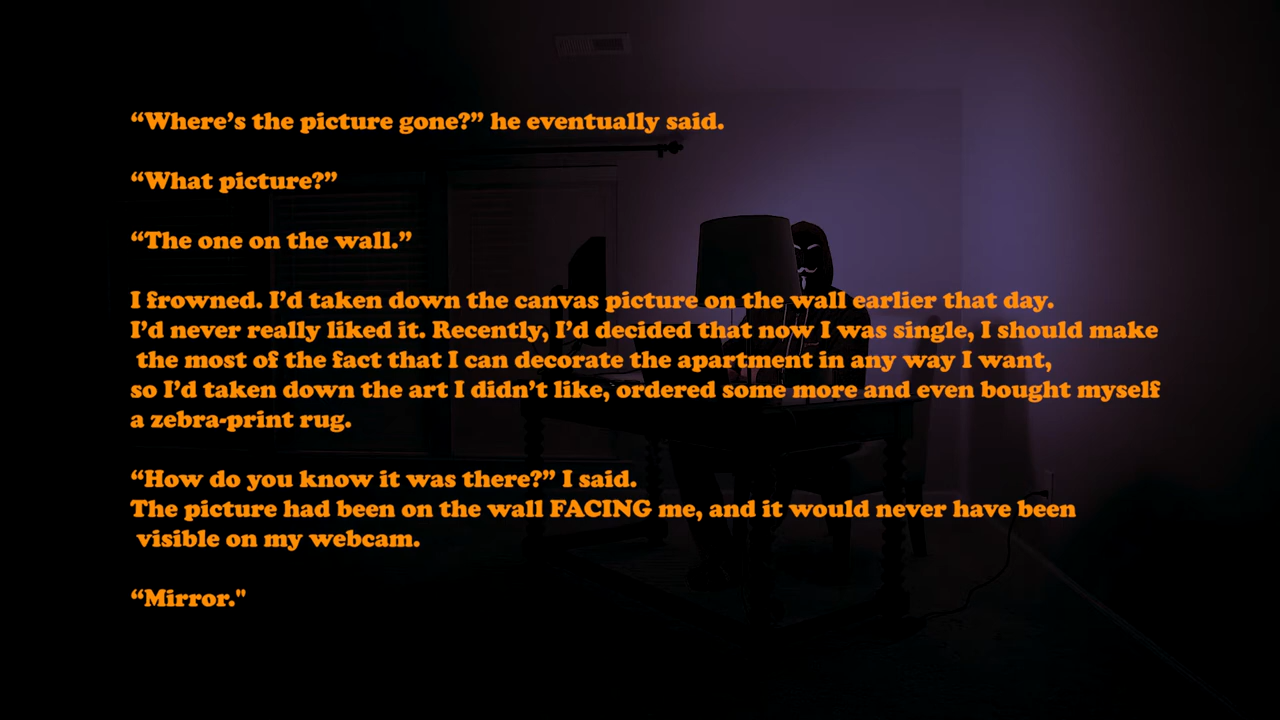 “Where’s the picture gone?” he eventually said.
“What picture?”
“The one on the wall.”
I frowned. I’d taken down the canvas picture on the wall earlier that day.
I’d never really liked it. Recently, I’d decided that now I was single, I should make
the most of the fact that I can decorate the apartment in any way I want,
so I’d taken down the art I didn’t like, ordered some more and even bought myself
a zebra-print rug.
“How do you know it was there?” I said.
The picture had been on the wall FACING me, and it would never have been
visible on my webcam.
“Mirror."